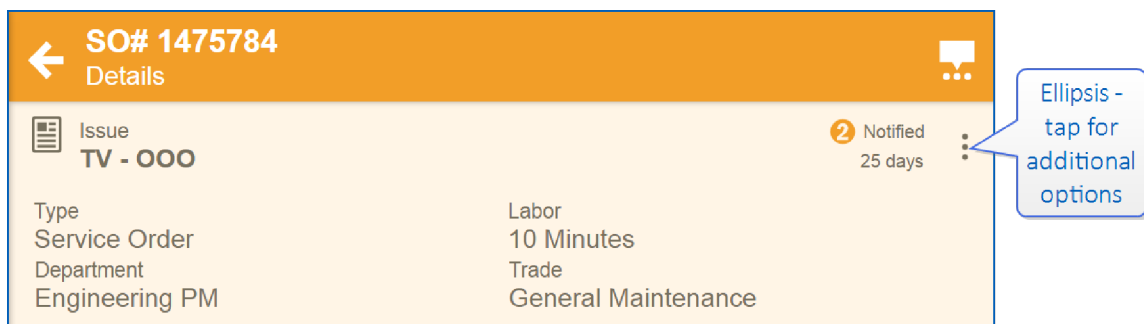 SO# 1475784
Details
Issue
TV - OOO
2 Notified
25 days
Ellipsis -
tap for
additional
options
Type
Service Order
Labor
10 Minutes
Department
Engineering PM
Trade
General Maintenance